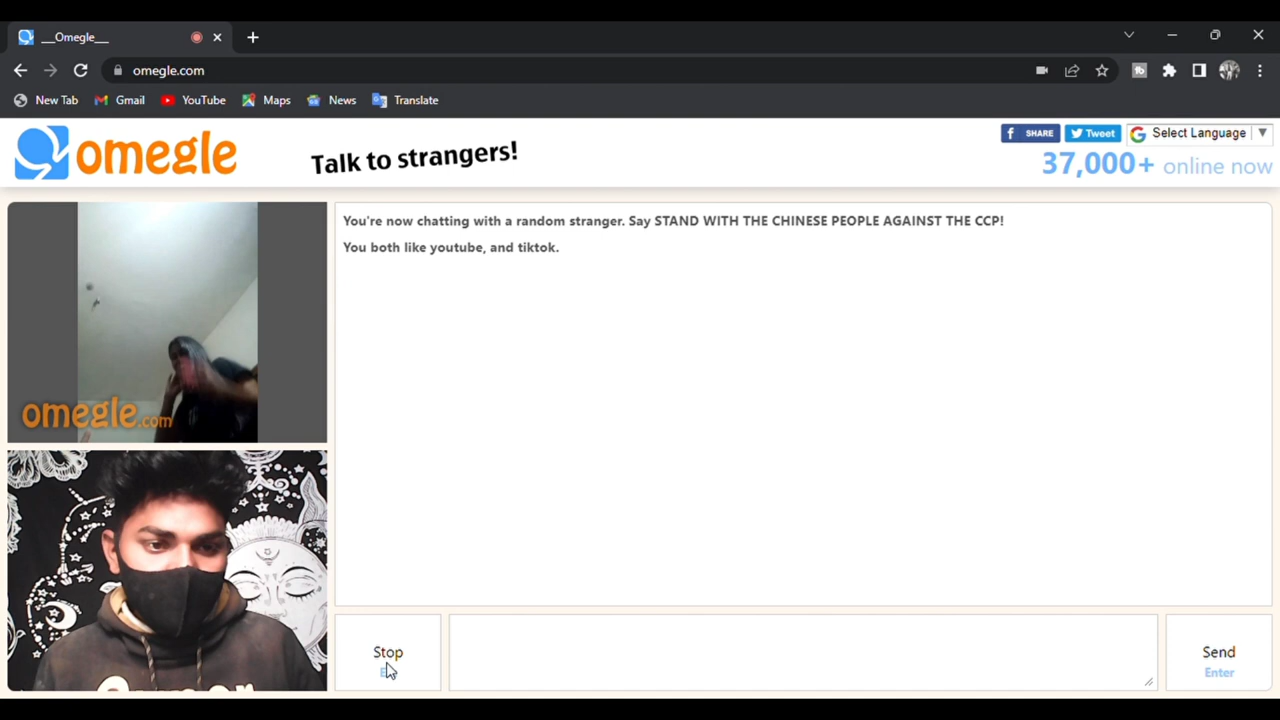 __Omegle__
omegle.com
New Tab Gmail YouTube Maps News Translate
omegle Talk to strangers!
SHARE Tweet Select Language ▼
37,000+ online now
You're now chatting with a random stranger. Say STAND WITH THE CHINESE PEOPLE AGAINST THE CCP!
You both like youtube, and tiktok.
omegle.com
Stop
Send
Enter